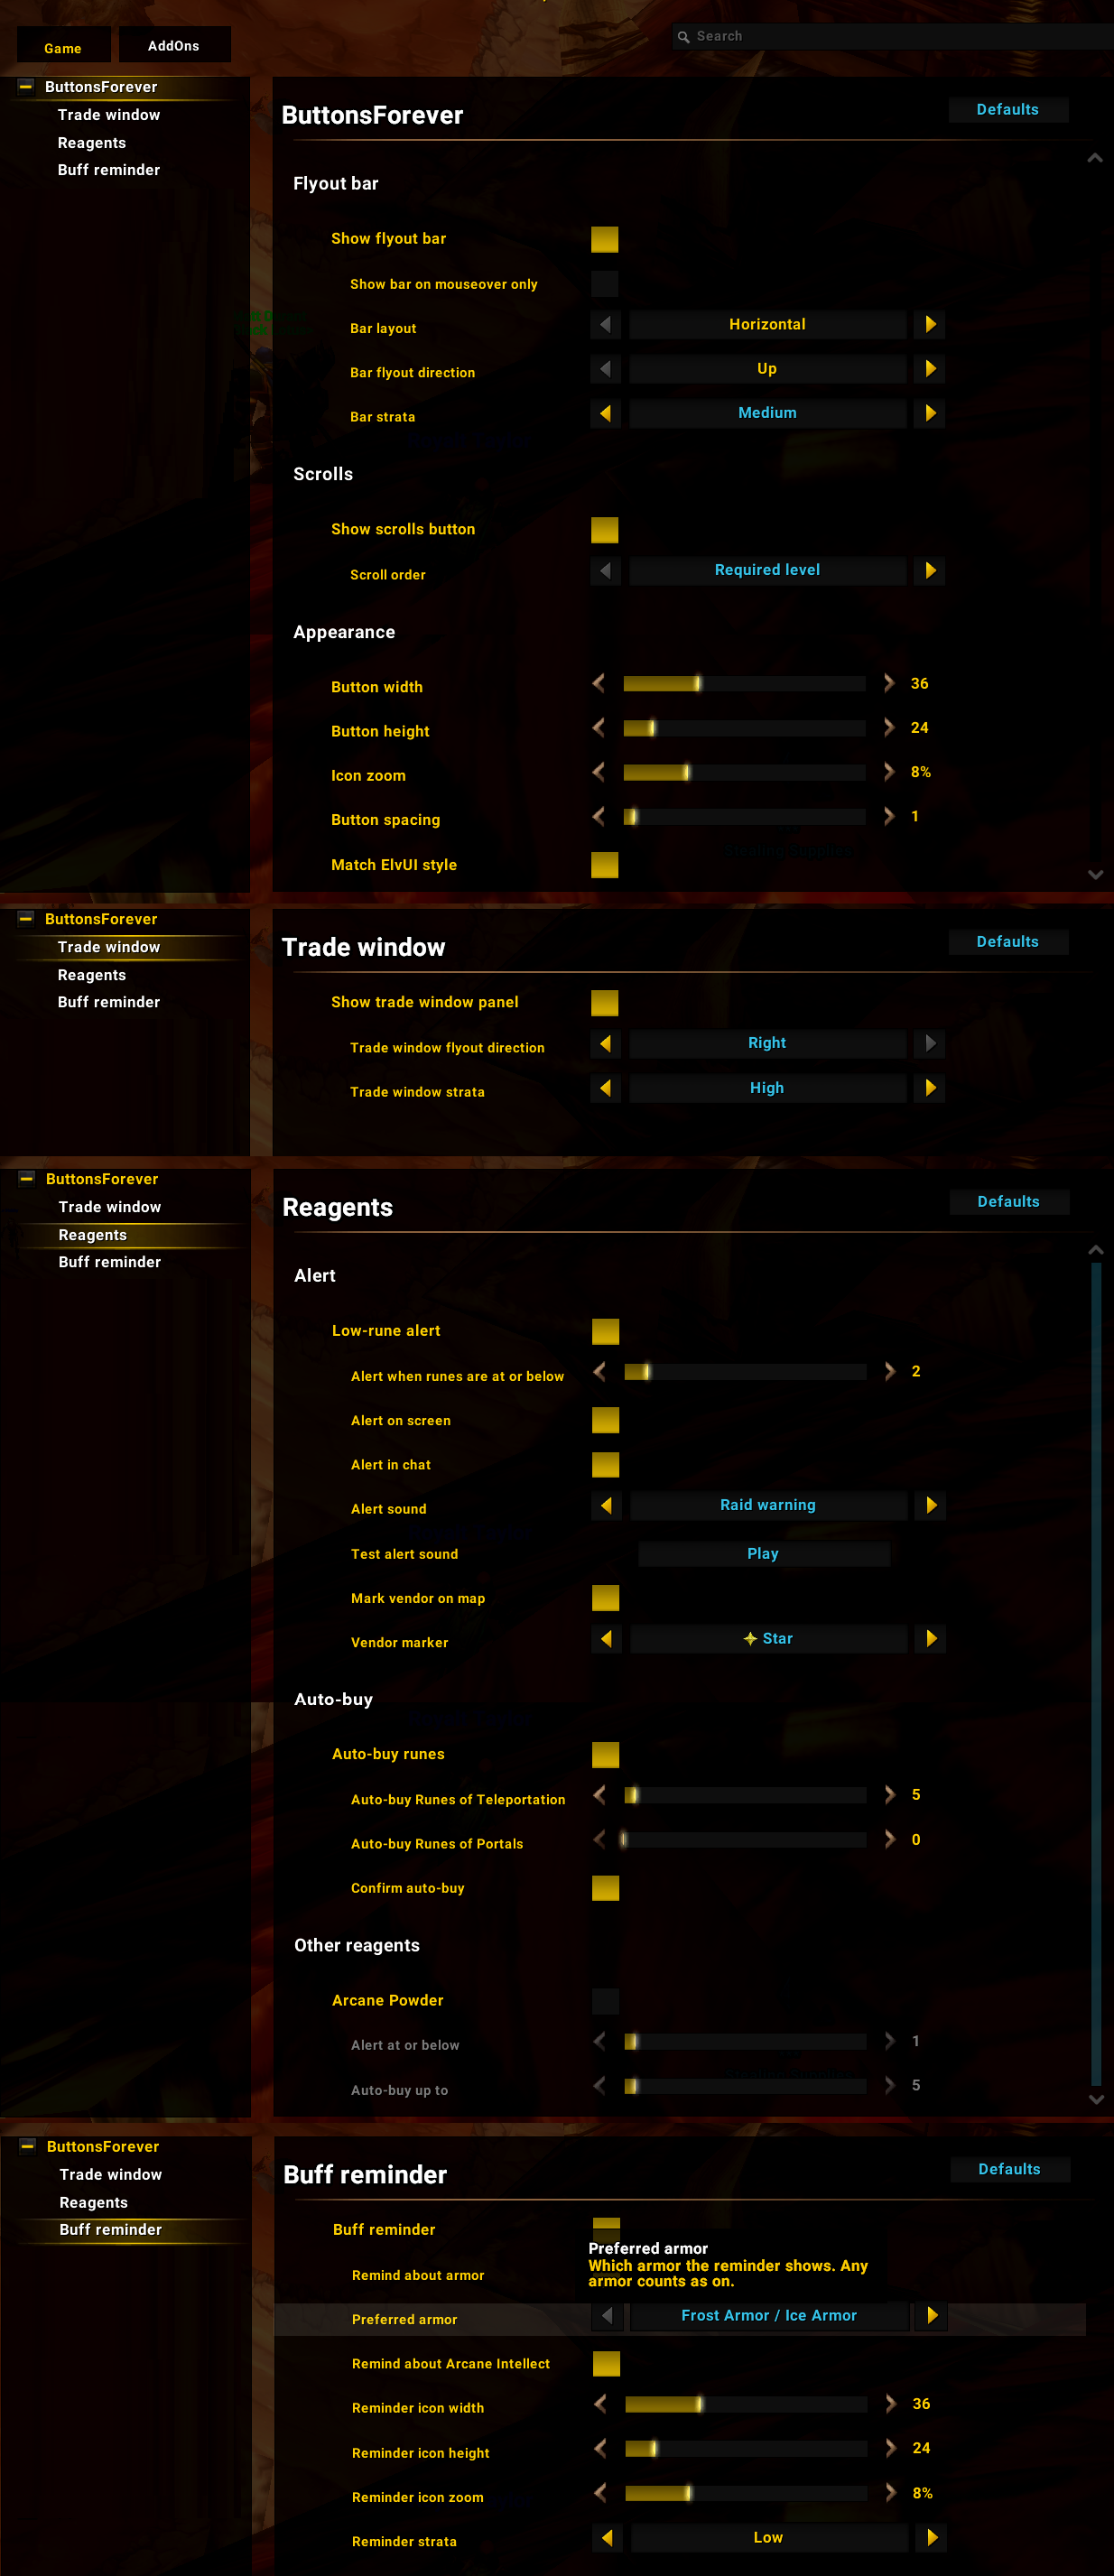 Game
AddOns
Search
ButtonsForever
Trade window
Reagents
Buff reminder
ButtonsForever
Defaults
Flyout bar
Show flyout bar
Show bar on mouseover only
Bar layout
Horizontal
Bar flyout direction
Up
Bar strata
Medium
Scrolls
Show scrolls button
Scroll order
Required level
Appearance
Button width
36
Button height
24
Icon zoom
8%
Button spacing
1
Stealing Supplies
Match ElvUI style
ButtonsForever
Trade window
Reagents
Buff reminder
Trade window
Defaults
Show trade window panel
Trade window flyout direction
Right
Trade window strata
High
ButtonsForever
Trade window
Reagents
Buff reminder
Reagents
Defaults
Alert
Low-rune alert
Alert when runes are at or below
2
Alert on screen
Alert in chat
Alert sound
Raid warning
Test alert sound
Play
Mark vendor on map
Vendor marker
Star
Auto-buy
Auto-buy runes
Auto-buy Runes of Teleportation
5
Auto-buy Runes of Portals
0
Confirm auto-buy
Other reagents
Arcane Powder
Alert at or below
1
Auto-buy up to
5
ButtonsForever
Trade window
Reagents
Buff reminder
Buff reminder
Defaults
Buff reminder
Preferred armor
Which armor the reminder shows. Any
armor counts as on.
Remind about armor
Preferred armor
Frost Armor / Ice Armor
Remind about Arcane Intellect
Reminder icon width
36
Reminder icon height
24
Reminder icon zoom
8%
Reminder strata
Low